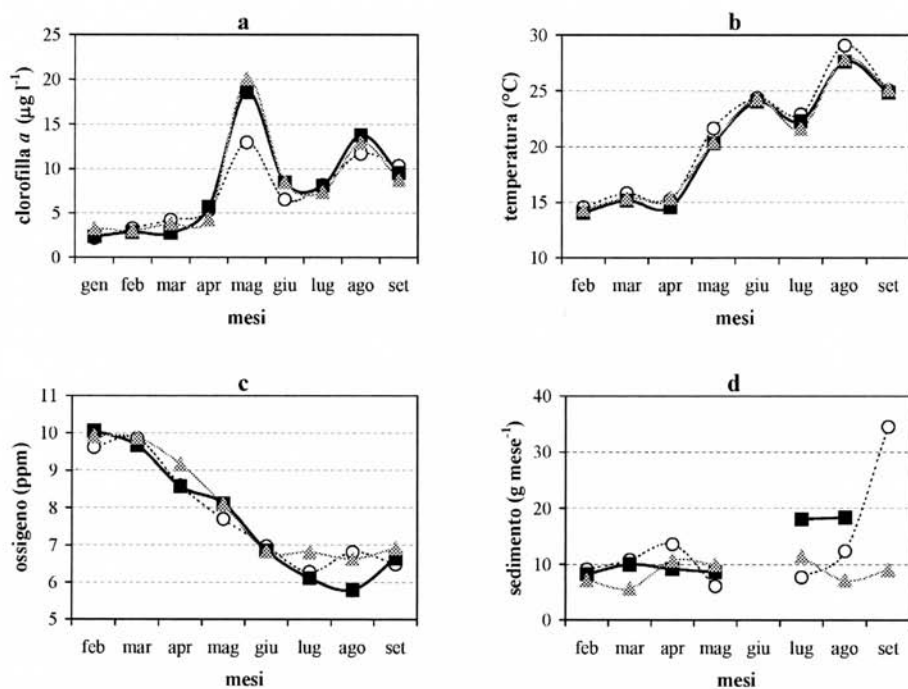 a
clorofilla a (µg l⁻¹)
25
20
15
10
5
0
gen feb mar apr mag giu lug ago set
mesi
b
temperatura (°C)
30
25
20
15
10
feb mar apr mag giu lug ago set
mesi
c
ossigeno (ppm)
11
10
9
8
7
6
5
feb mar apr mag giu lug ago set
mesi
d
sedimento (g mese⁻¹)
40
30
20
10
0
feb mar apr mag giu lug ago set
mesi